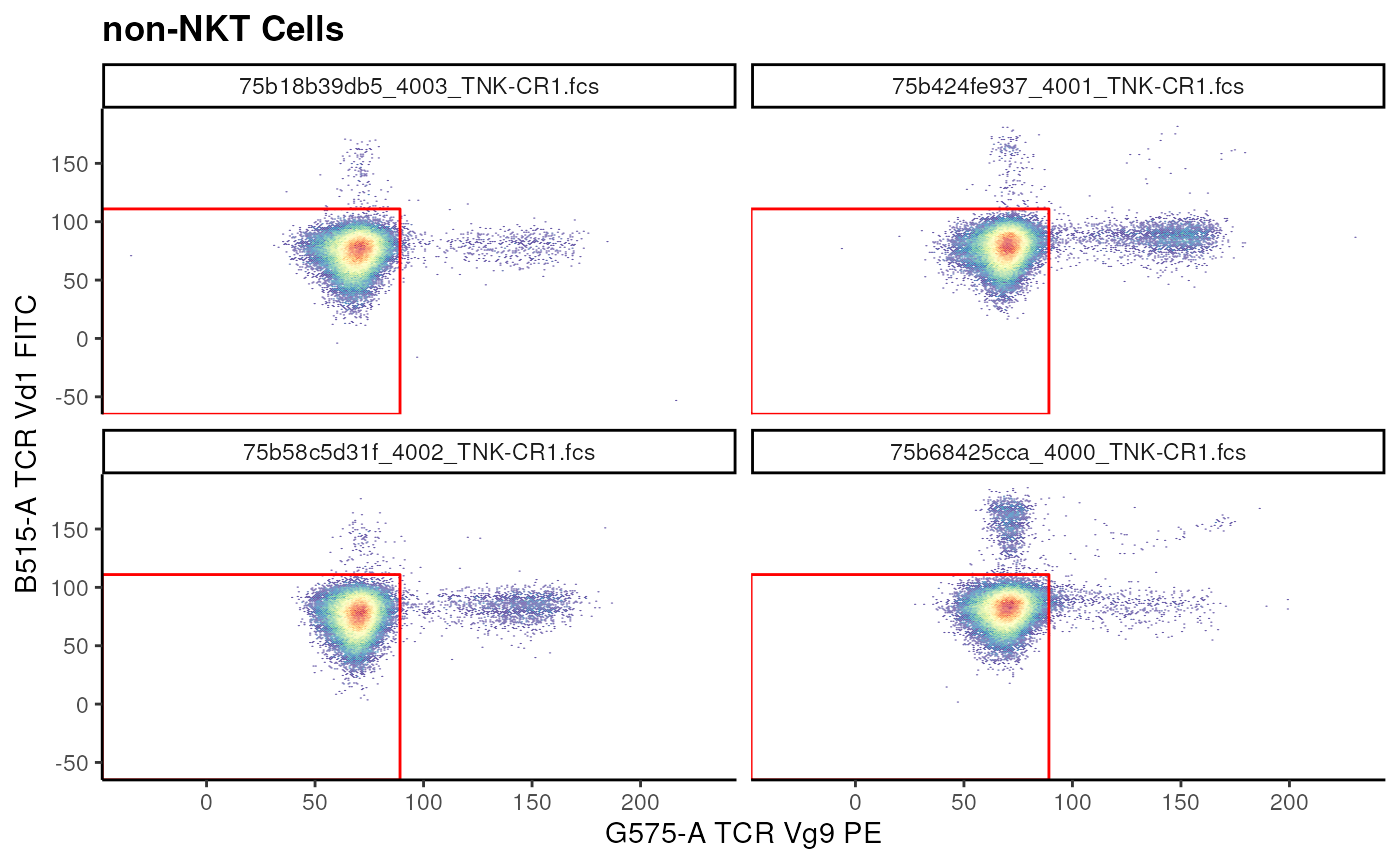 non-NKT Cells
75b18b39db5_4003_TNK-CR1.fcs
75b424fe937_4001_TNK-CR1.fcs
150
100
50
0
-50
75b58c5d31f_4002_TNK-CR1.fcs
75b68425cca_4000_TNK-CR1.fcs
150
100
50
0
-50
B515-A TCR Vd1 FITC
0 50 100 150 200
0 50 100 150 200
G575-A TCR Vg9 PE